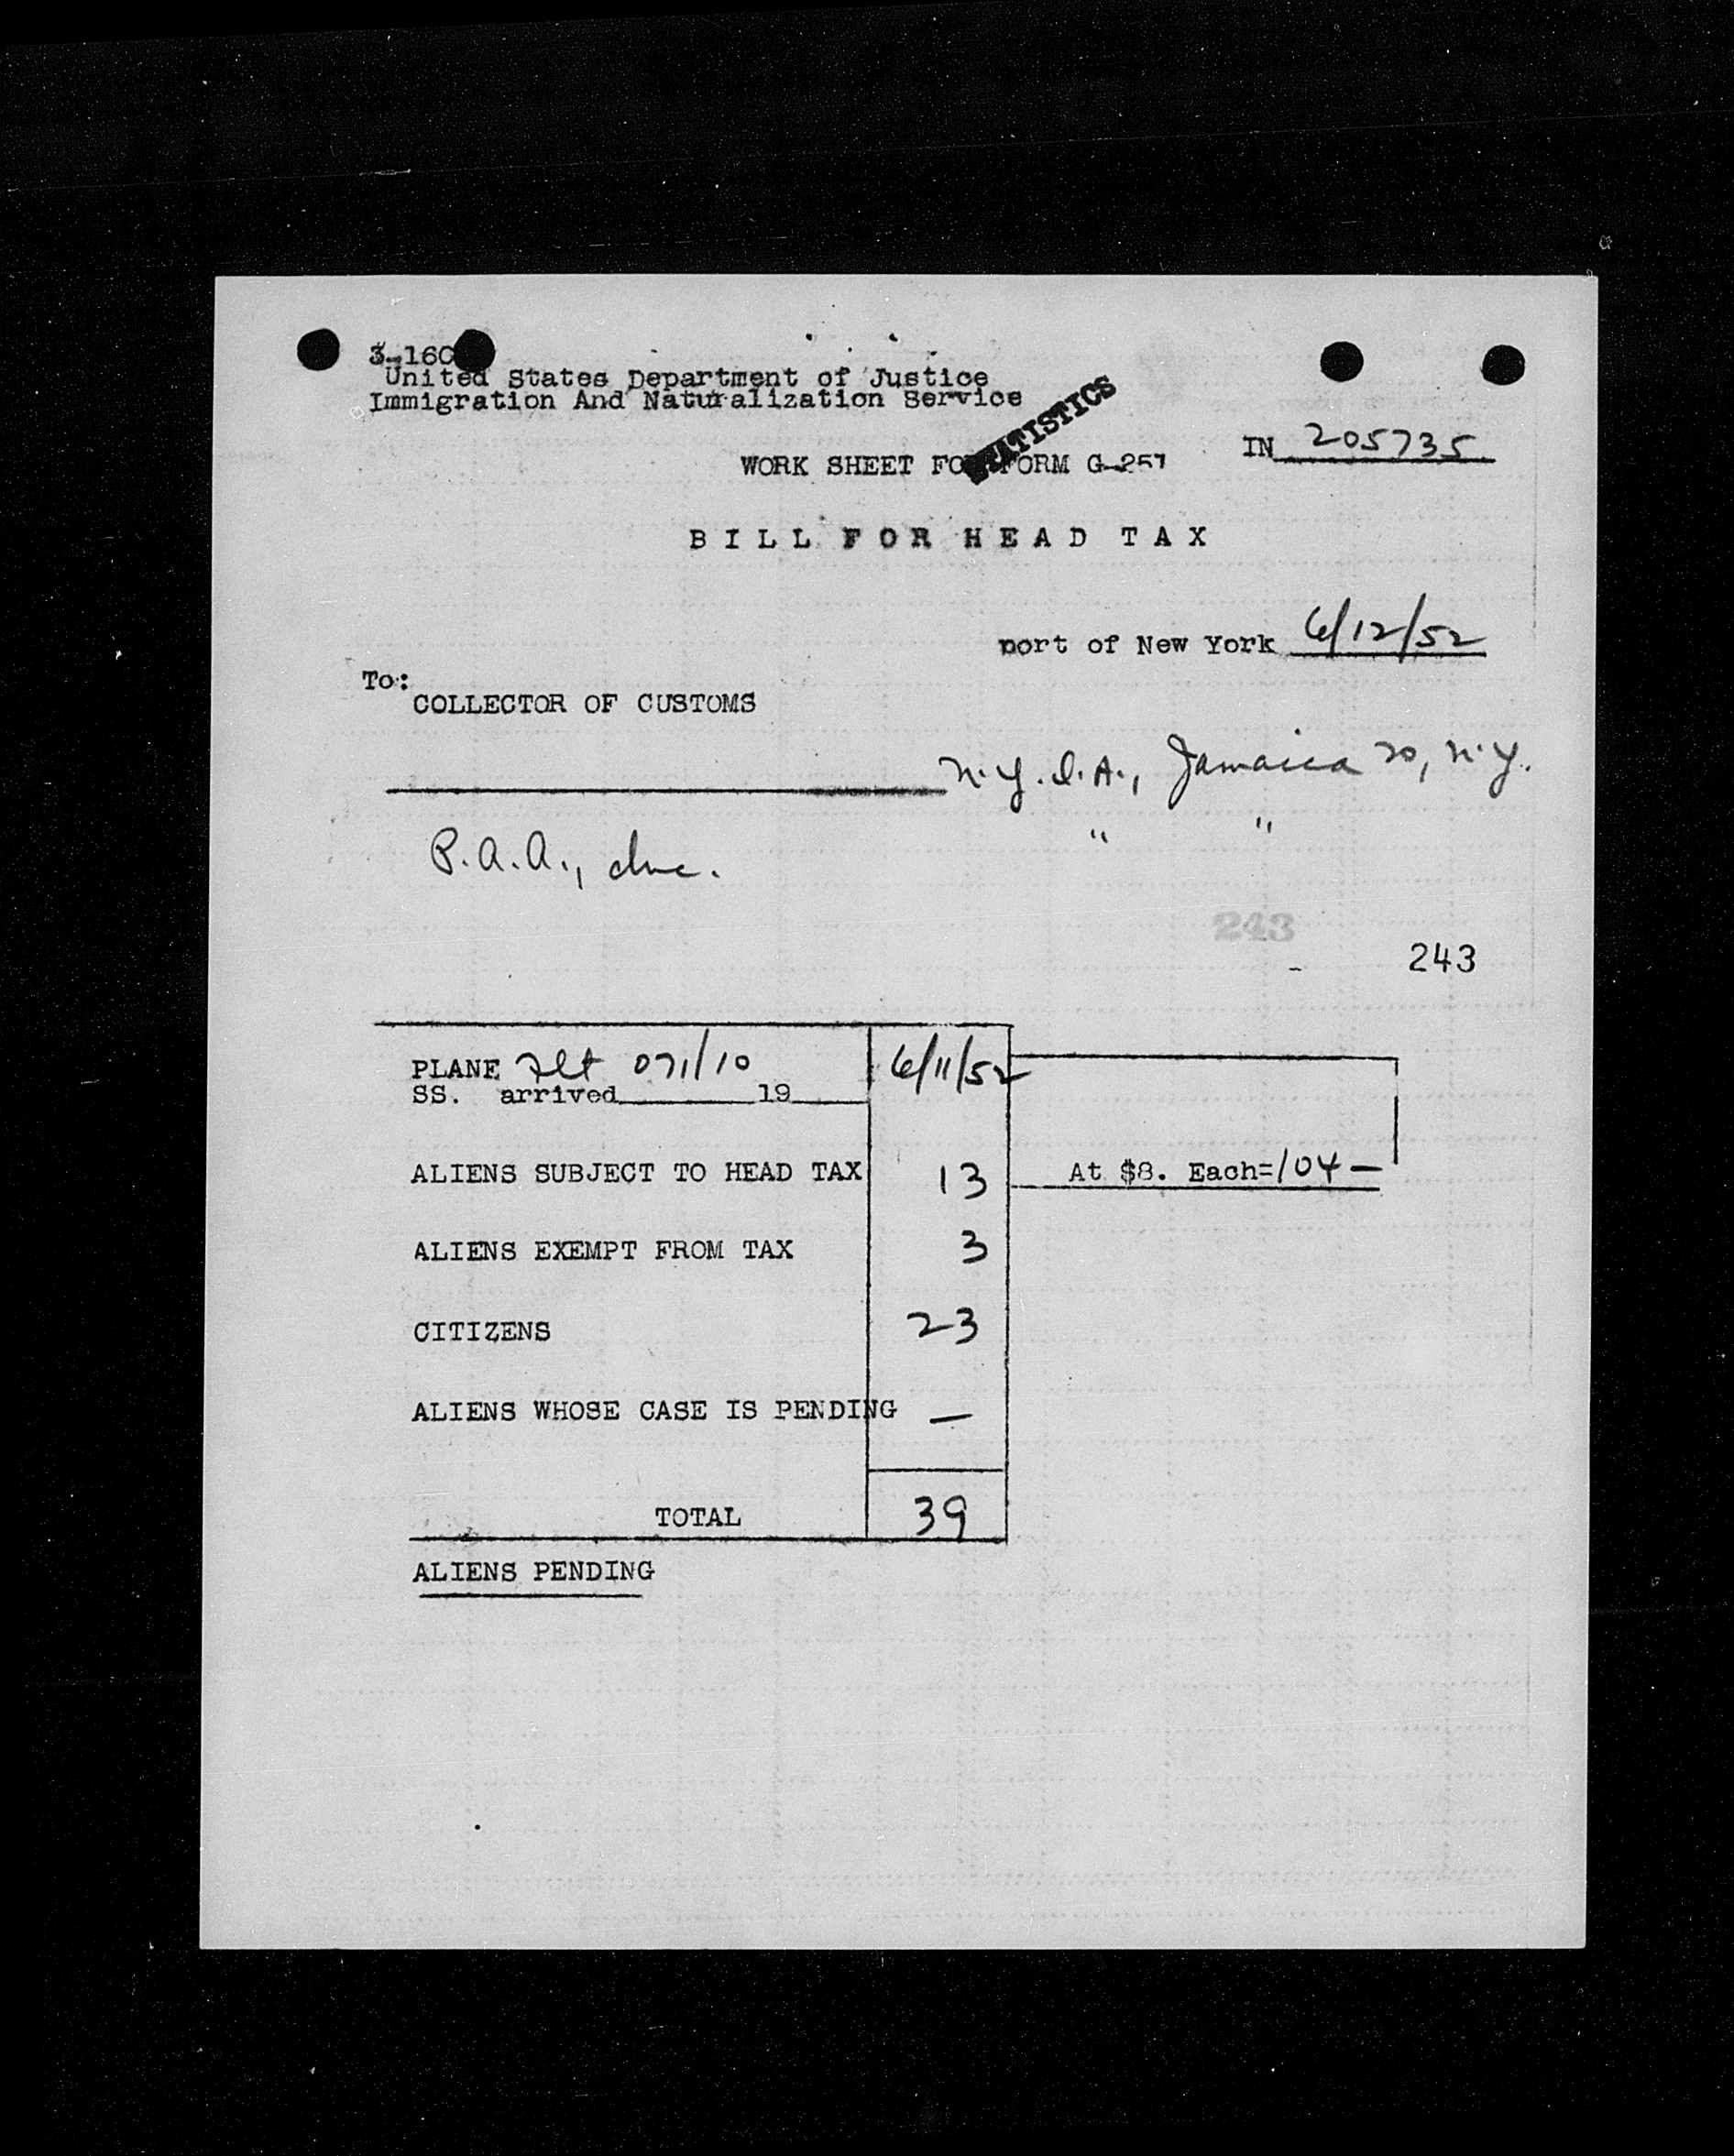 3-160
United States Department of Justice
Immigration And Naturalization Service
STATISTICS
IN 205735
WORK SHEET FOR FORM G-257
BILL FOR HEAD TAX
port of New York 6/12/52
To:
COLLECTOR OF CUSTOMS
N.Y.I.A., Jamaica 20, N.Y.
P.A.A., Inc. " "
243
243
PLANE Flt 071/10 6/11/52
SS. arrived 19
ALIENS SUBJECT TO HEAD TAX 13 At $8. Each=104—
ALIENS EXEMPT FROM TAX 3
CITIZENS 23
ALIENS WHOSE CASE IS PENDING —
TOTAL 39
ALIENS PENDING